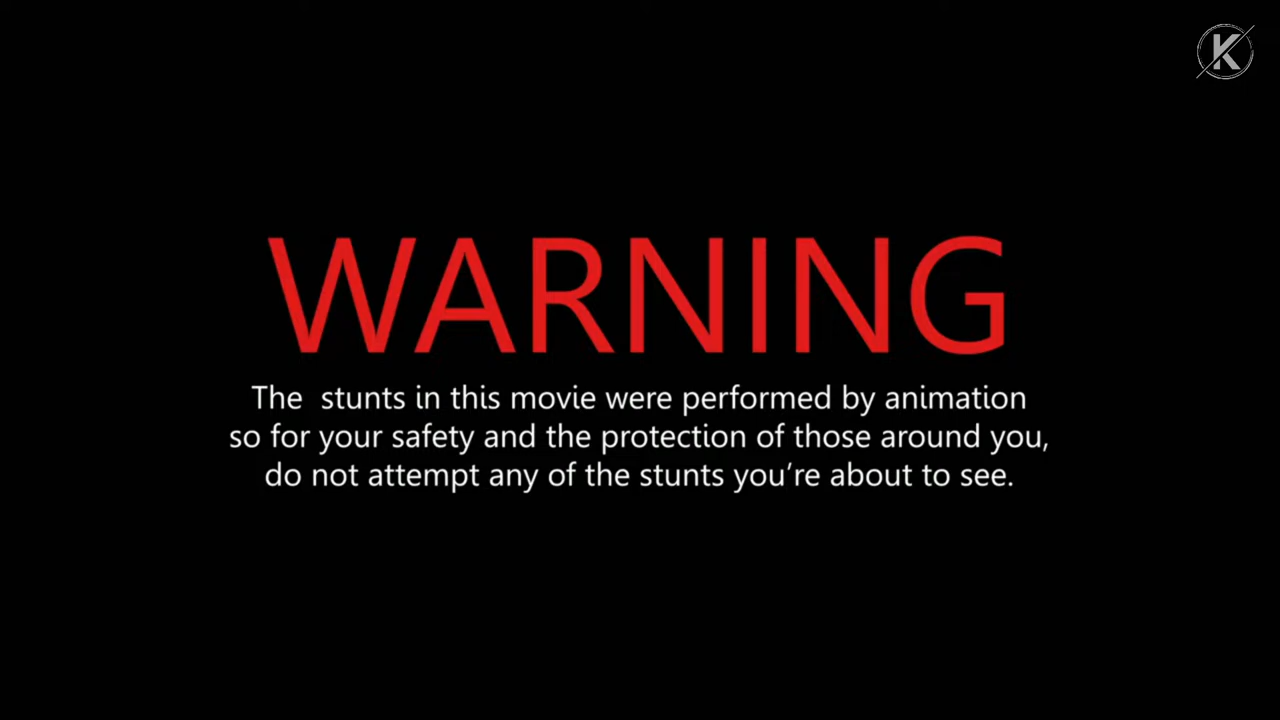 K
WARNING
The  stunts in this movie were performed by animation
so for your safety and the protection of those around you,
do not attempt any of the stunts you’re about to see.